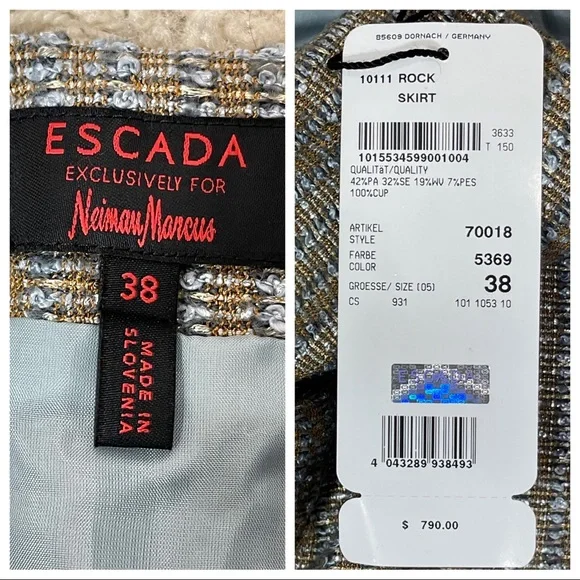 ESCADA
EXCLUSIVELY FOR
Neiman Marcus
38
MADE IN
SLOVENIA
85609 DORNACH / GERMANY
10111 ROCK
SKIRT
3633
T 150
1015534599001004
QUALITätT/QUALITY
42%PA 32%SE 19%WV 7%PES
100%CUP
ARTIKEL
STYLE 70018
FARBE
COLOR 5369
GROESSE/ SIZE [05] 38
CS 931 101 1053 10
4 043289 938493
$ 790.00